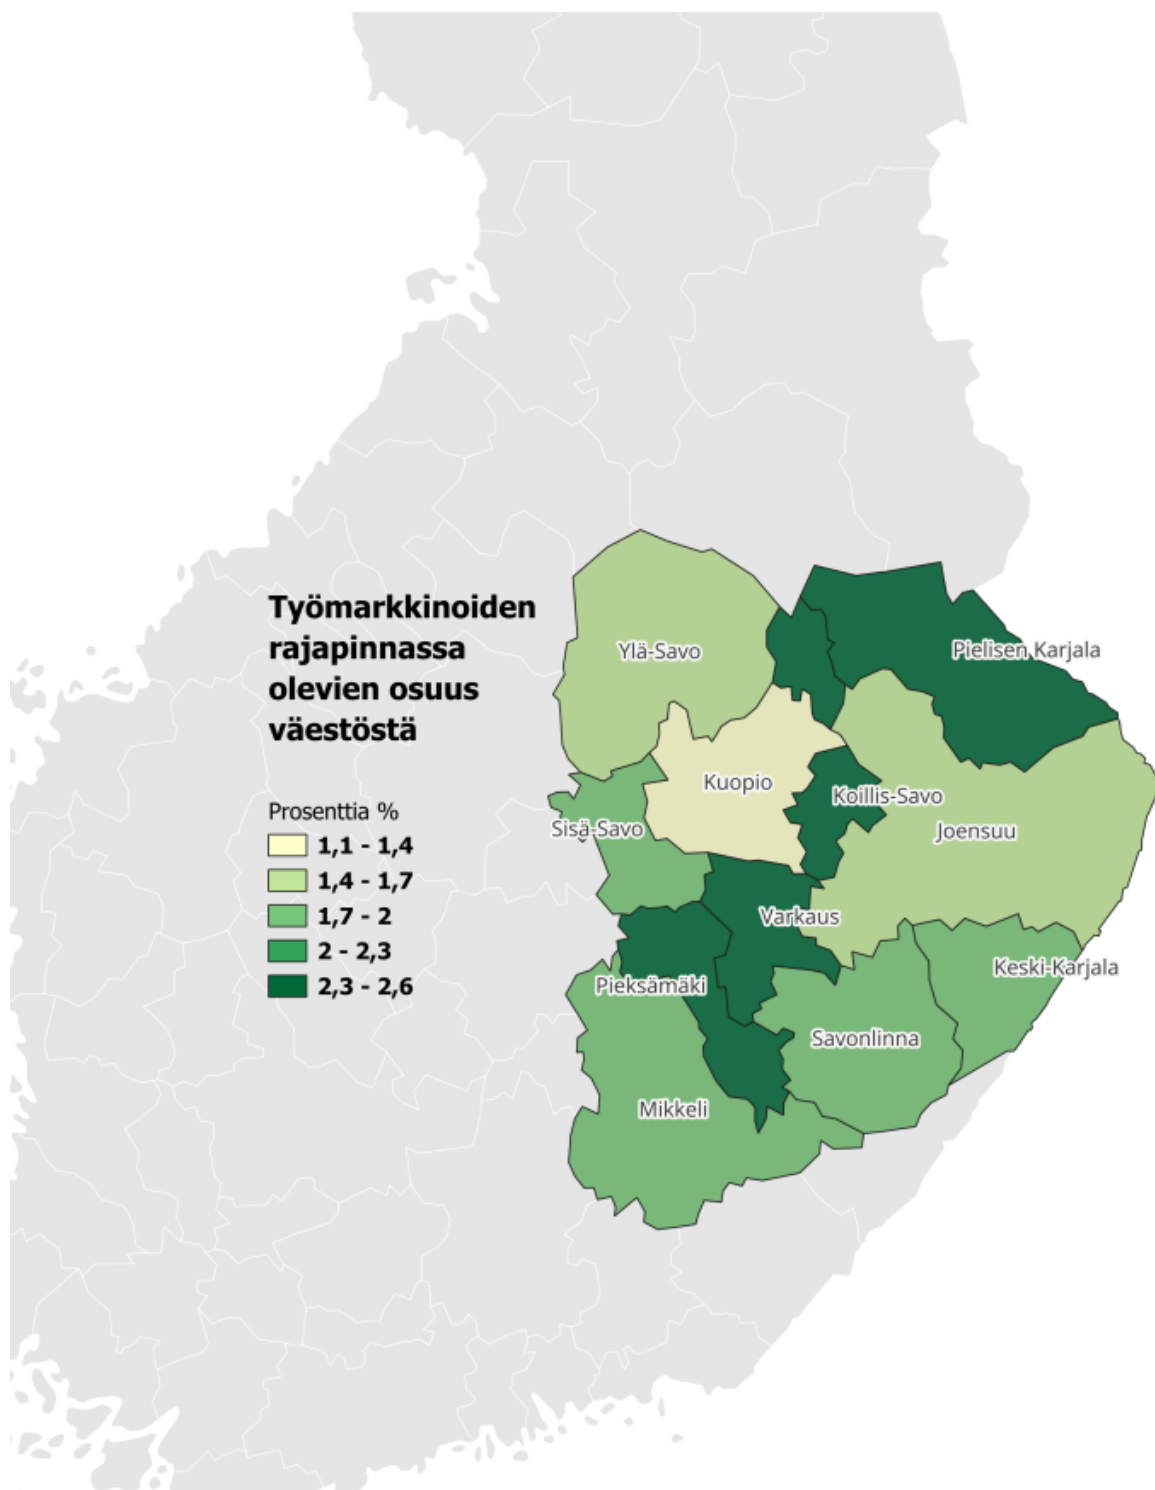 Työmarkkinoiden
rajapinnassa
olevien osuus
väestöstä
Prosenttia %
1,1 - 1,4
1,4 - 1,7
1,7 - 2
2 - 2,3
2,3 - 2,6
Ylä-Savo
Pielisen Karjala
Kuopio
Koillis-Savo
Sisä-Savo
Joensuu
Varkaus
Keski-Karjala
Pieksämäki
Savonlinna
Mikkeli